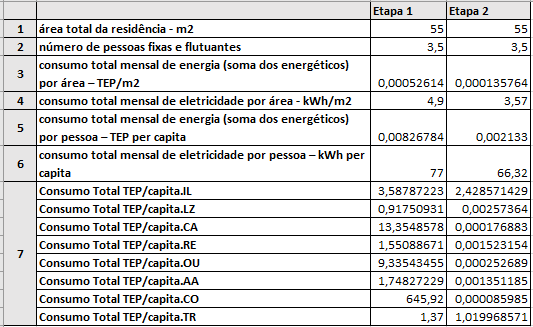 Etapa 1 Etapa 2
1 área total da residência - m2 55 55
2 número de pessoas fixas e flutuantes 3,5 3,5
3 consumo total mensal de energia (soma dos energéticos)
por área – TEP/m2 0,00052614 0,000135764
4 consumo total mensal de eletricidade por área - kWh/m2 4,9 3,57
5 consumo total mensal de energia (soma dos energéticos)
por pessoa – TEP per capita 0,00826784 0,002133
6 consumo total mensal de eletricidade por pessoa – kWh per
capita 77 66,32
7 Consumo Total TEP/capita.IL 3,58787223 2,428571429
Consumo Total TEP/capita.LZ 0,91750931 0,00257364
Consumo Total TEP/capita.CA 13,3548578 0,000176883
Consumo Total TEP/capita.RE 1,55088671 0,001523154
Consumo Total TEP/capita.OU 9,33543455 0,000252689
Consumo Total TEP/capita.AA 1,74827229 0,001351185
Consumo Total TEP/capita.CO 645,92 0,000085985
Consumo Total TEP/capita.TR 1,37 1,019968571